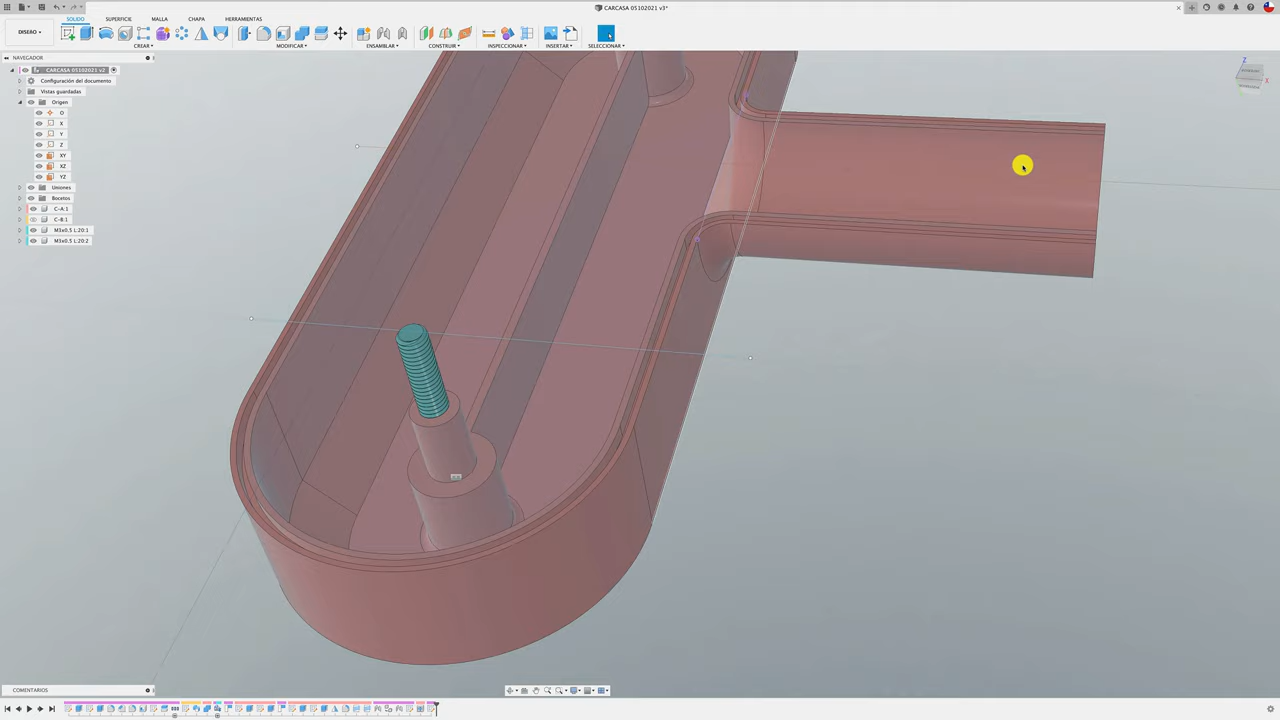 CARCASA 05102021 v3*
DISEÑO
SÓLIDO
SUPERFICIE
MALLA
CHAPA
HERRAMIENTAS
CREAR
MODIFICAR
ENSAMBLAR
CONSTRUIR
INSPECCIONAR
INSERTAR
SELECCIONAR
NAVEGADOR
CARCASA 05102021 v2
Configuración del documento
Vistas guardadas
Origen
O
X
Y
Z
XY
XZ
YZ
Uniones
Bocetos
C-A:1
C-B:1
M3x0.5 L:20:1
M3x0.5 L:20:2
Z
X
COMENTARIOS